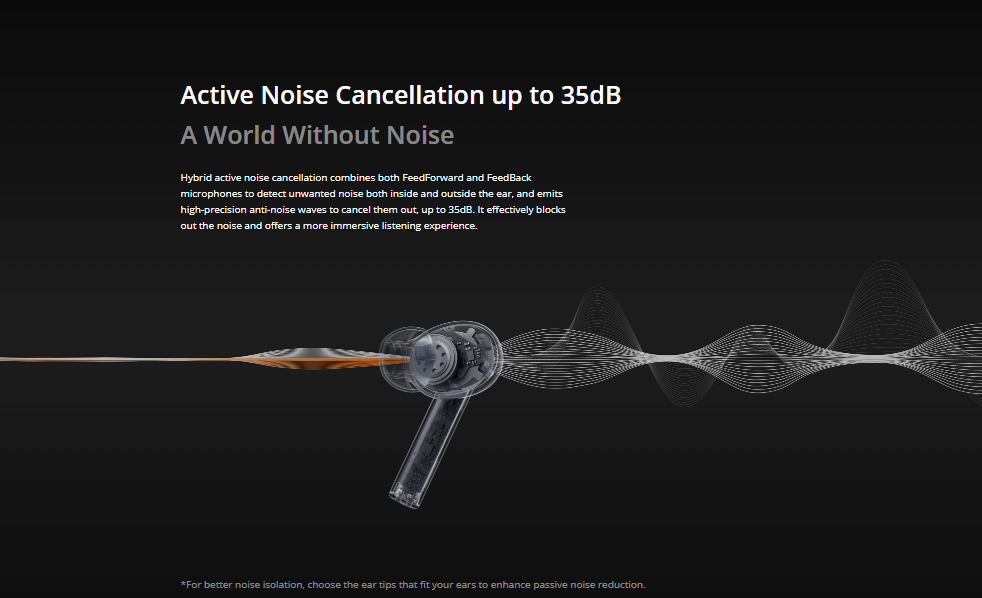 Active Noise Cancellation up to 35dB
A World Without Noise
Hybrid active noise cancellation combines both FeedForward and FeedBack
microphones to detect unwanted noise both inside and outside the ear, and emits
high-precision anti-noise waves to cancel them out, up to 35dB. It effectively blocks
out the noise and offers a more immersive listening experience.
*For better noise isolation, choose the ear tips that fit your ears to enhance passive noise reduction.